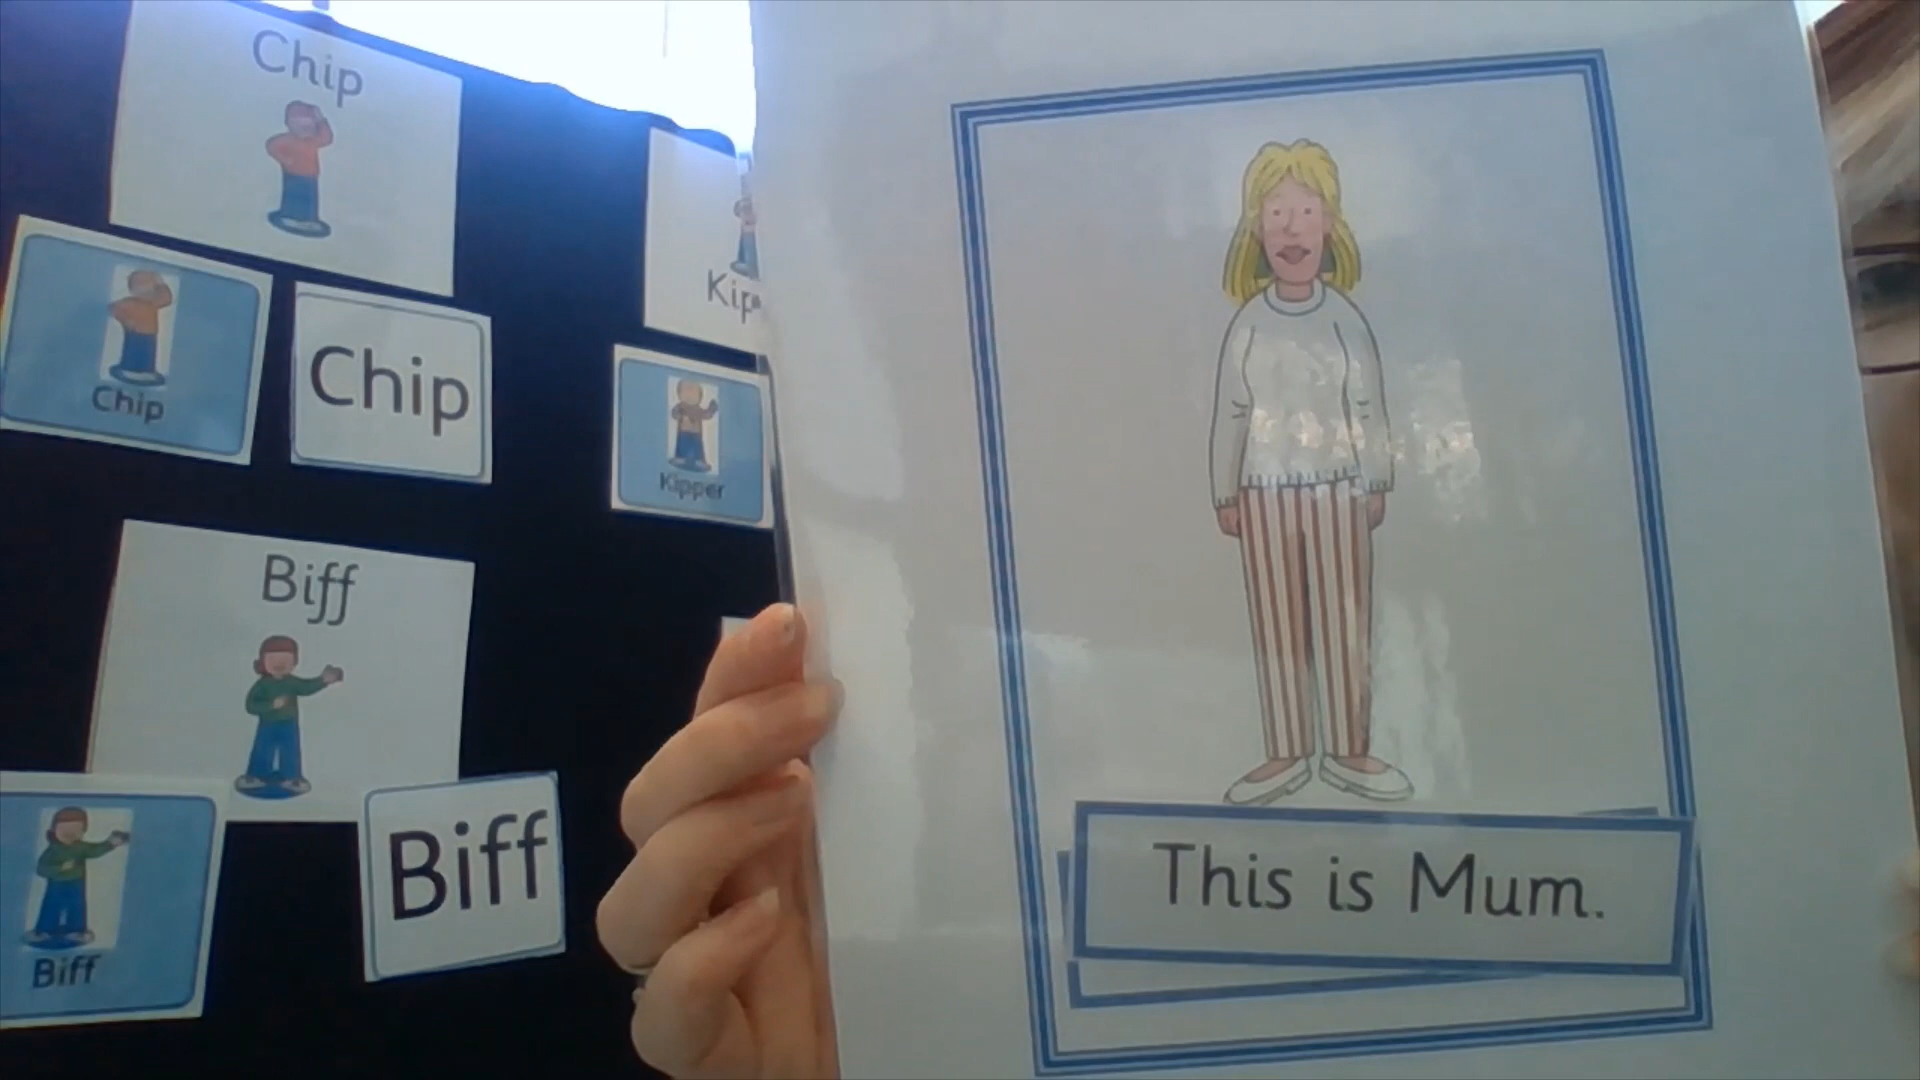 Chip
Chip
Chip
Kipper
Biff
Biff
Biff
This is Mum.